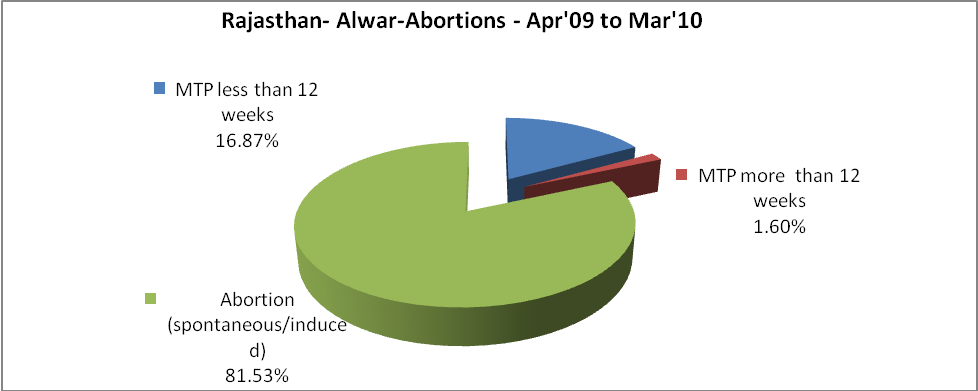 Rajasthan- Alwar-Abortions - Apr'09 to Mar'10
MTP less than 12
weeks
16.87%
MTP more than 12
weeks
1.60%
Abortion
(spontaneous/induce
d)
81.53%